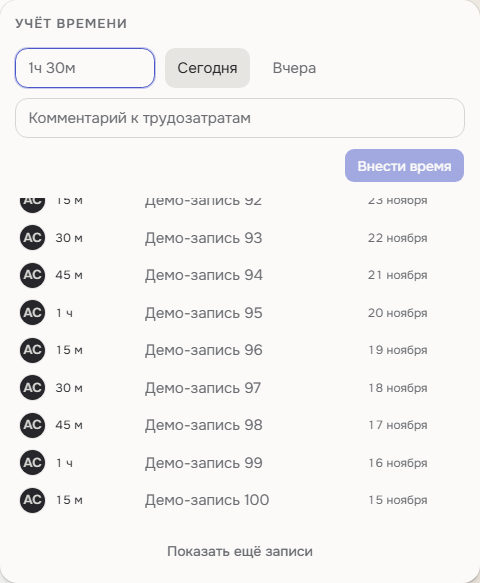 УЧЁТ ВРЕМЕНИ
1ч 30м Сегодня Вчера
Комментарий к трудозатратам
Внести время
АС 15 м Демо-запись 92 23 ноября
АС 30 м Демо-запись 93 22 ноября
АС 45 м Демо-запись 94 21 ноября
АС 1 ч Демо-запись 95 20 ноября
АС 15 м Демо-запись 96 19 ноября
АС 30 м Демо-запись 97 18 ноября
АС 45 м Демо-запись 98 17 ноября
АС 1 ч Демо-запись 99 16 ноября
АС 15 м Демо-запись 100 15 ноября
Показать ещё записи